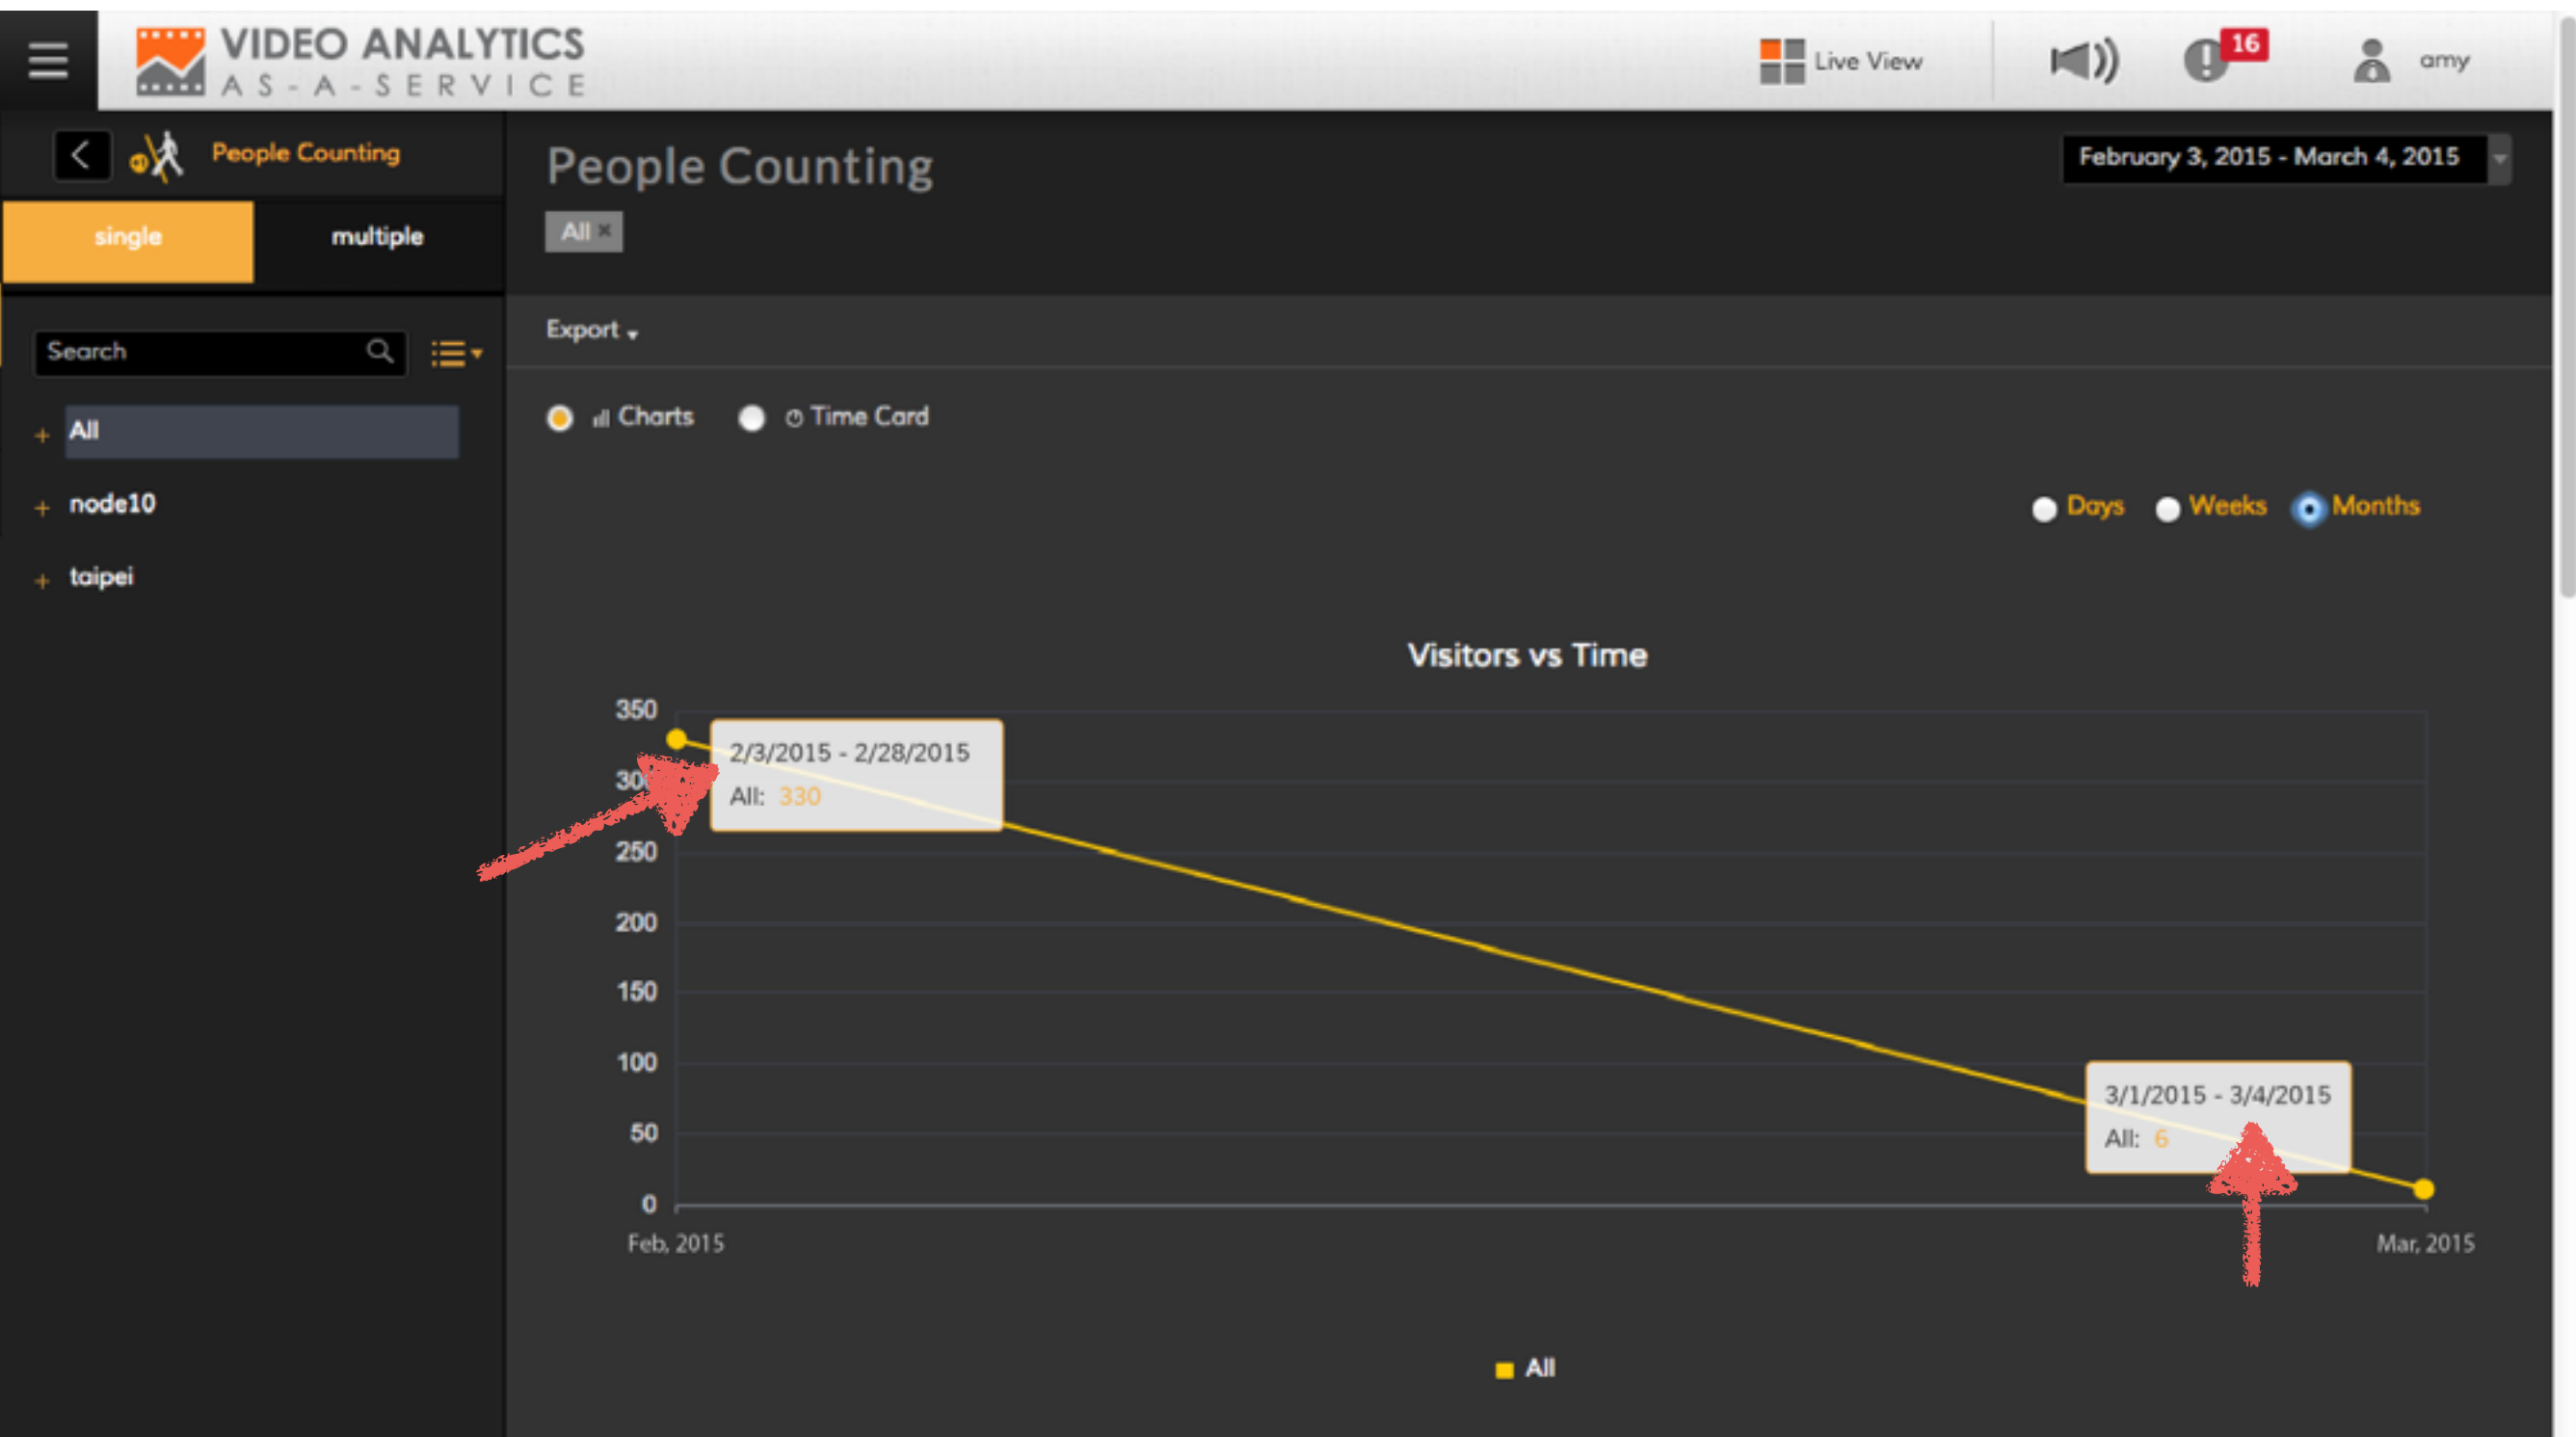 VIDEO ANALYTICS
AS-A-SERVICE
Live View
16
amy
People Counting
single
multiple
Search
All
node10
taipei
People Counting
February 3, 2015 - March 4, 2015
All ×
Export
Charts
Time Card
Days
Weeks
Months
Visitors vs Time
350
250
200
150
100
50
0
2/3/2015 - 2/28/2015
All: 330
3/1/2015 - 3/4/2015
All: 6
Feb, 2015
Mar, 2015
All